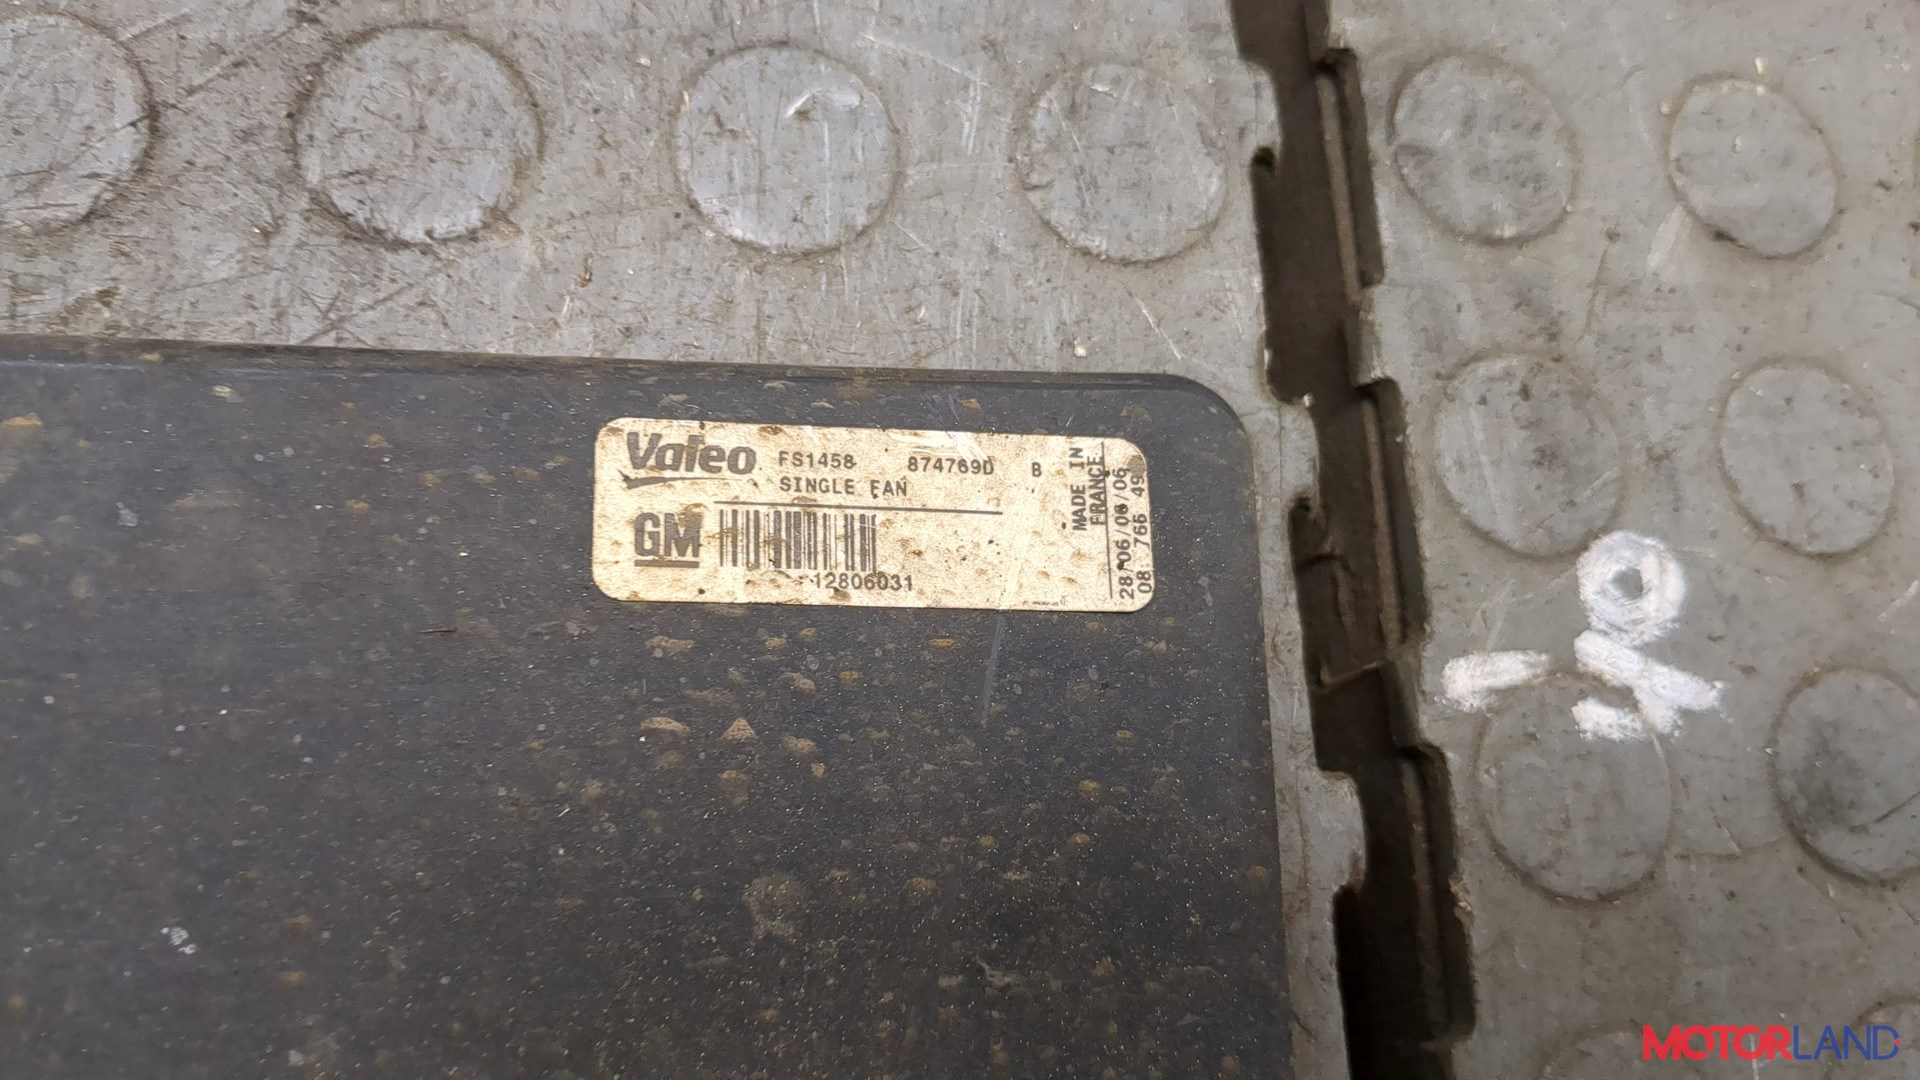 Valeo FS1458 874769D B
SINGLE FAN
GM
12806031
MADE IN
FRANCE
28/06/06/06
08 766 49
MOTORLAND